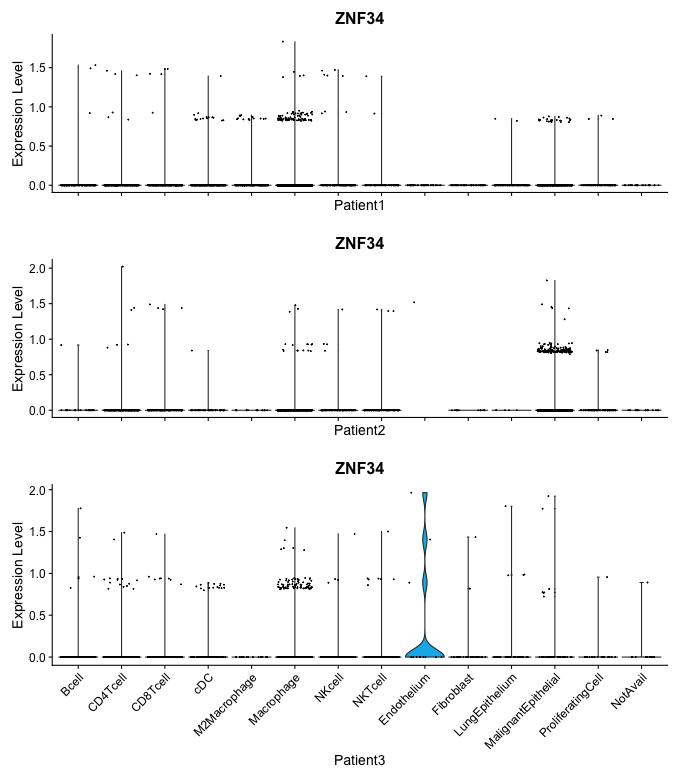 ZNF34
Expression Level
1.5
1.0
0.5
0.0
Patient1
ZNF34
Expression Level
2.0
1.5
1.0
0.5
0.0
Patient2
ZNF34
Expression Level
2.0
1.5
1.0
0.5
0.0
Bcell
CD4Tcell
CD8Tcell
cDC
M2Macrophage
Macrophage
NKcell
NKTcell
Endothelium
Fibroblast
LungEpithelium
MalignantEpithelial
ProliferatingCell
NotAvail
Patient3